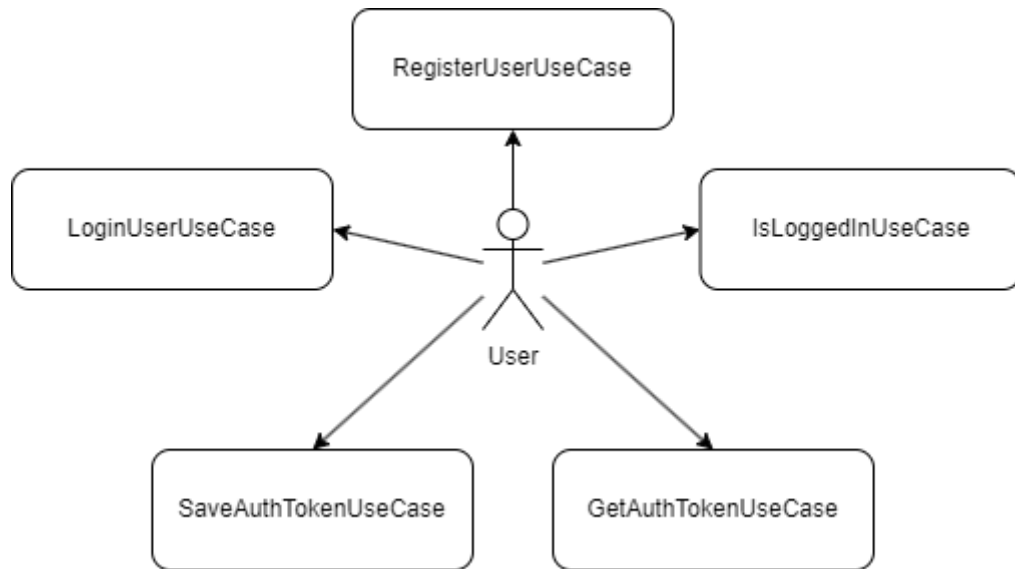 RegisterUserUseCase
LoginUserUseCase
IsLoggedInUseCase
User
SaveAuthTokenUseCase
GetAuthTokenUseCase